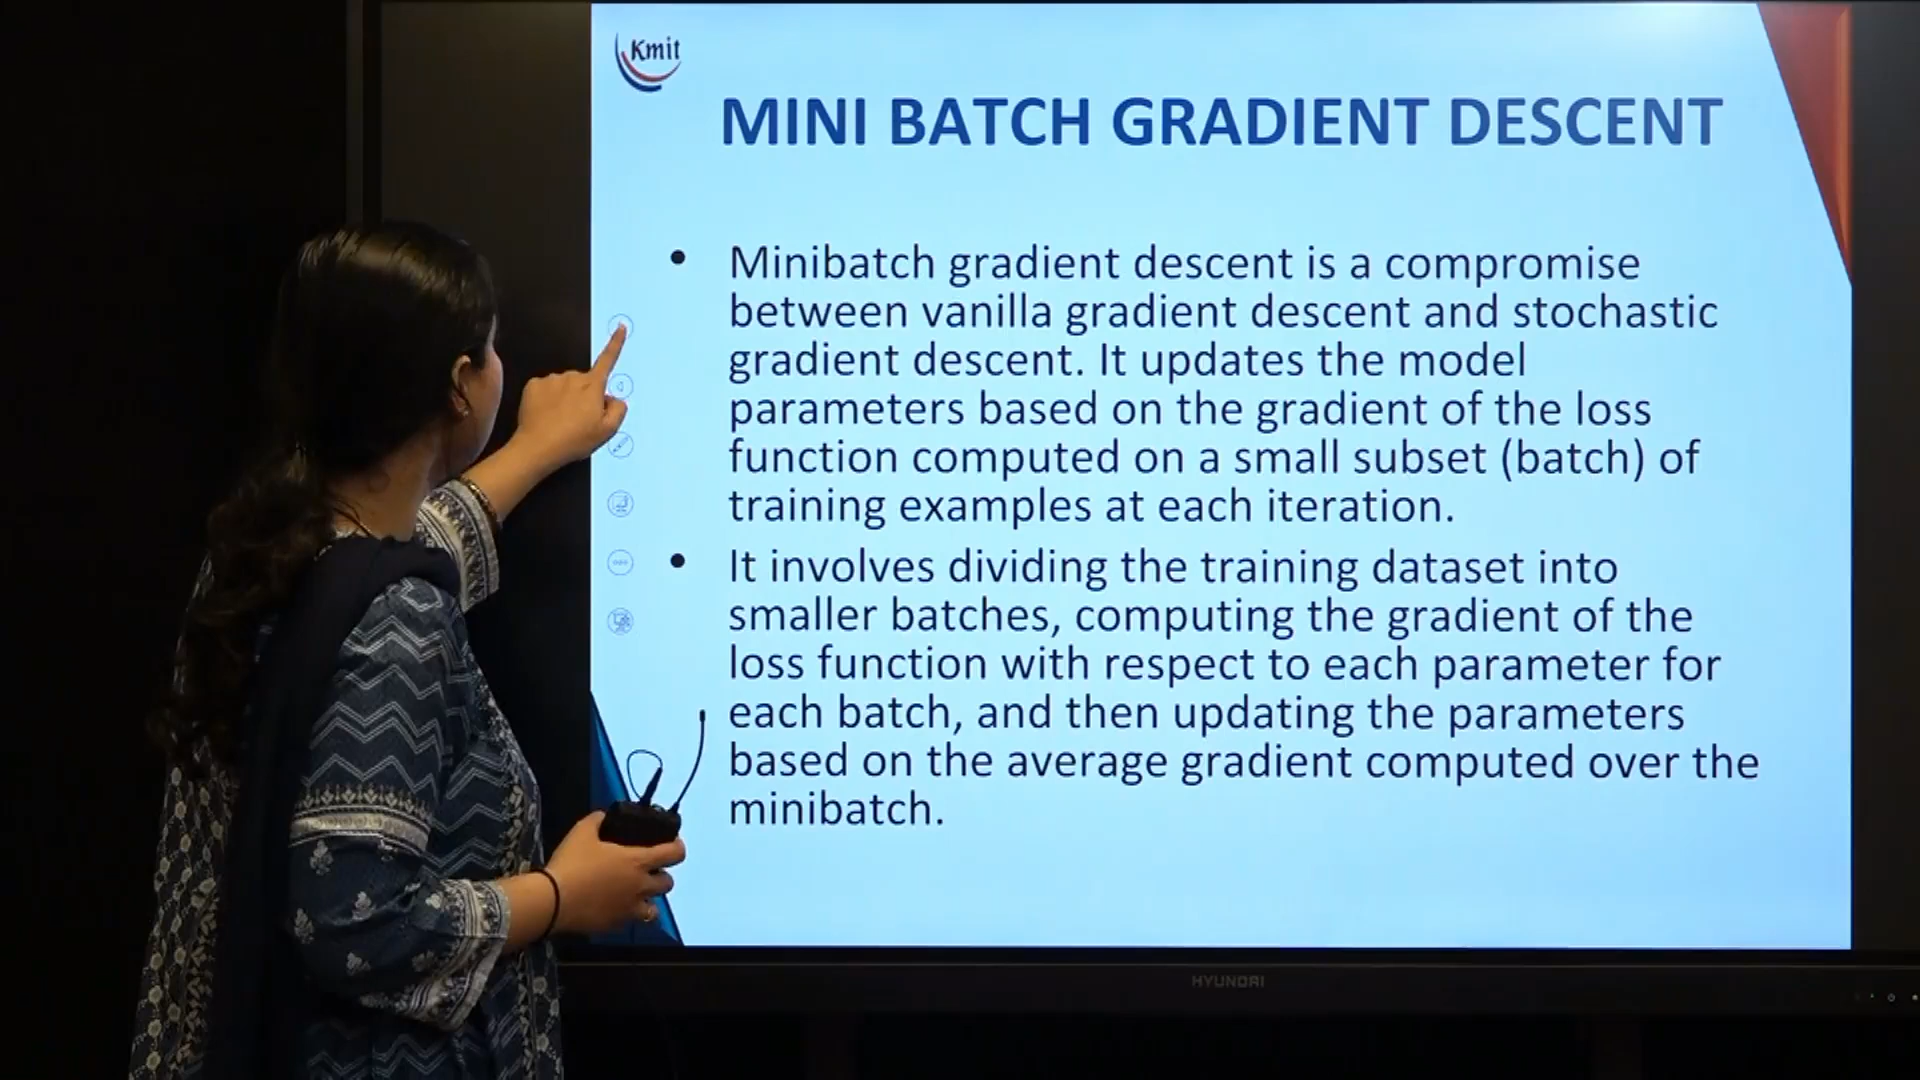 Kmit
MINI BATCH GRADIENT DESCENT
• Minibatch gradient descent is a compromise
between vanilla gradient descent and stochastic
gradient descent. It updates the model
parameters based on the gradient of the loss
function computed on a small subset (batch) of
training examples at each iteration.
• It involves dividing the training dataset into
smaller batches, computing the gradient of the
loss function with respect to each parameter for
each batch, and then updating the parameters
based on the average gradient computed over the
minibatch.
HYUNDAI